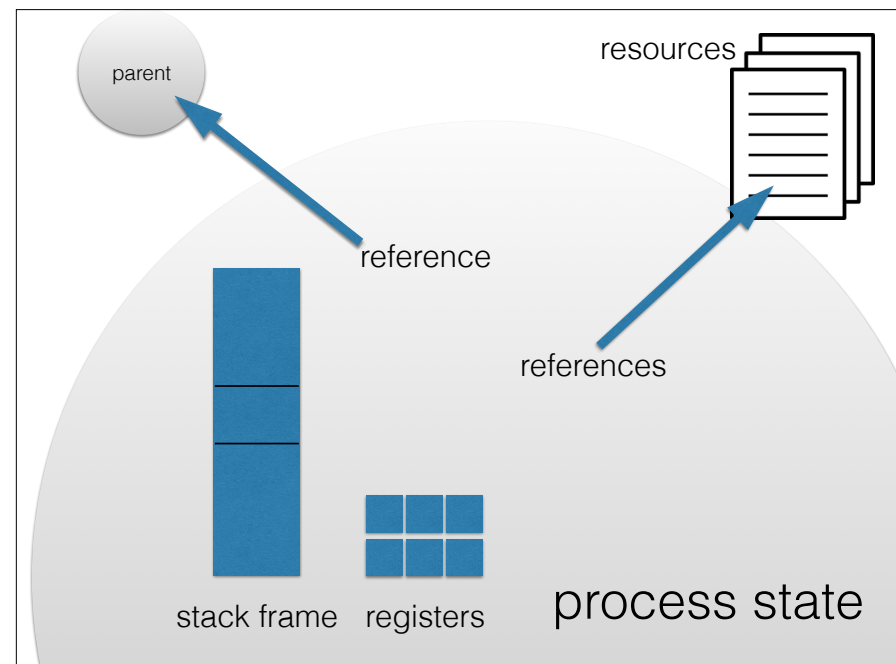 parent
resources
reference
references
stack frame
registers
process state